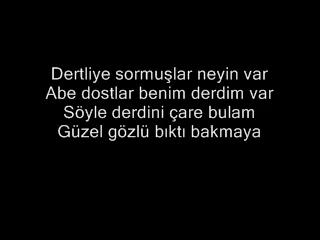 Dertliye sormuşlar neyin var
Abe dostlar benim derdim var
Söyle derdini çare bulam
Güzel gözlü bıktı bakmaya